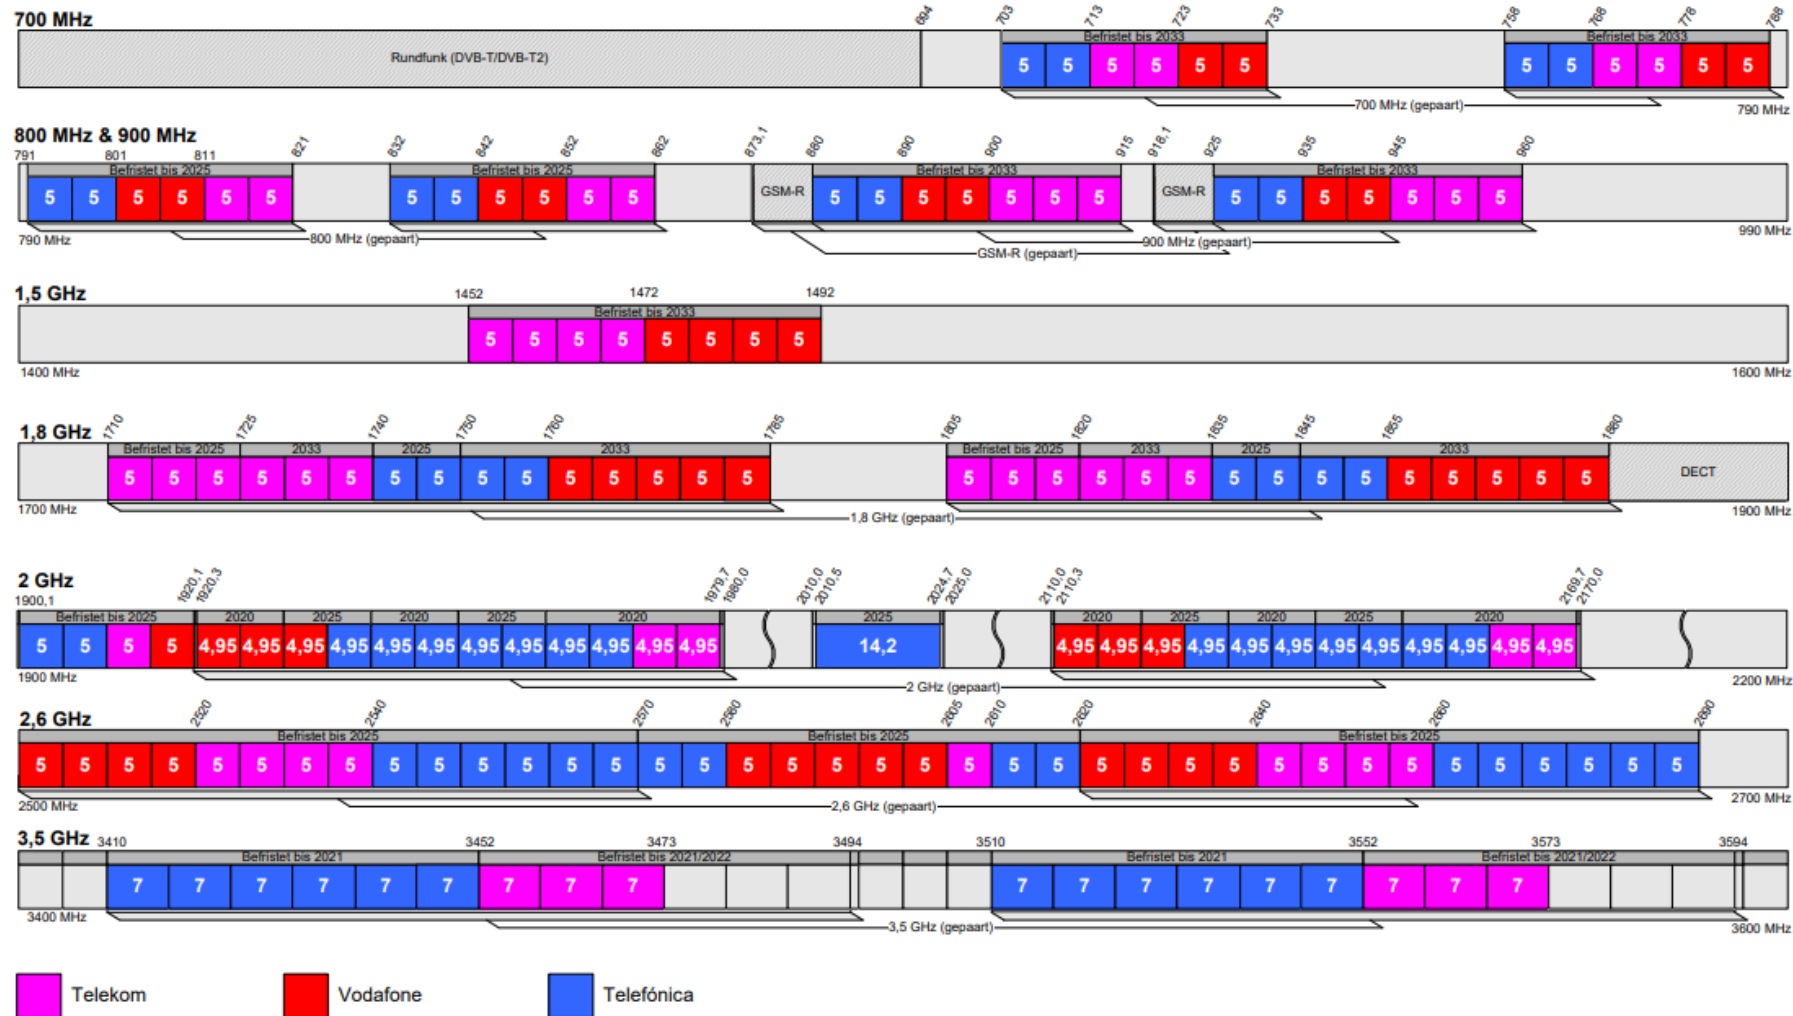 700 MHz
694 703 713 723 733 758 768 778 788
Befristet bis 2033 Befristet bis 2033
Rundfunk (DVB-T/DVB-T2) 5 5 5 5 5 5 5 5 5 5 5 5
700 MHz (gepaart) 790 MHz
800 MHz & 900 MHz
791 801 811 821 832 842 852 862 873,1 880 890 900 915 918,1 925 935 945 960
Befristet bis 2025 Befristet bis 2025 Befristet bis 2033 Befristet bis 2033
5 5 5 5 5 5 5 5 5 5 5 5 GSM-R 5 5 5 5 5 5 5 GSM-R 5 5 5 5 5 5 5
790 MHz 800 MHz (gepaart) 900 MHz (gepaart) 990 MHz
GSM-R (gepaart)
1,5 GHz
1452 1472 1492
Befristet bis 2033
5 5 5 5 5 5 5 5
1400 MHz 1600 MHz
1,8 GHz
1710 1725 1740 1750 1760 1785 1805 1820 1835 1845 1855 1880
Befristet bis 2025 2033 2025 2033 Befristet bis 2025 2033 2025 2033
5 5 5 5 5 5 5 5 5 5 5 5 5 5 5 5 5 5 5 5 5 5 5 5 5 5 5 5 5 5 DECT
1700 MHz 1,8 GHz (gepaart) 1900 MHz
2 GHz
1900,1 1920,1 1920,3 1979,7 1980,0 2010,0 2010,5 2024,7 2025,0 2110,0 2110,3 2169,7 2170,0
Befristet bis 2025 2020 2025 2020 2025 2020 2025 2020 2025 2020 2025 2020
5 5 5 5 4,95 4,95 4,95 4,95 4,95 4,95 4,95 4,95 4,95 4,95 4,95 4,95 14,2 4,95 4,95 4,95 4,95 4,95 4,95 4,95 4,95 4,95 4,95 4,95 4,95
1900 MHz 2 GHz (gepaart) 2200 MHz
2,6 GHz
2520 2540 2570 2580 2605 2610 2620 2640 2660 2690
Befristet bis 2025 Befristet bis 2025 Befristet bis 2025
5 5 5 5 5 5 5 5 5 5 5 5 5 5 5 5 5 5 5 5 5 5 5 5 5 5 5 5 5 5 5 5 5 5 5 5 5 5
2500 MHz 2,6 GHz (gepaart) 2700 MHz
3,5 GHz
3410 3452 3473 3494 3510 3552 3573 3594
Befristet bis 2021 Befristet bis 2021/2022 Befristet bis 2021 Befristet bis 2021/2022
7 7 7 7 7 7 7 7 7 7 7 7 7 7 7 7 7 7
3400 MHz 3,5 GHz (gepaart) 3600 MHz
Telekom Vodafone Telefónica